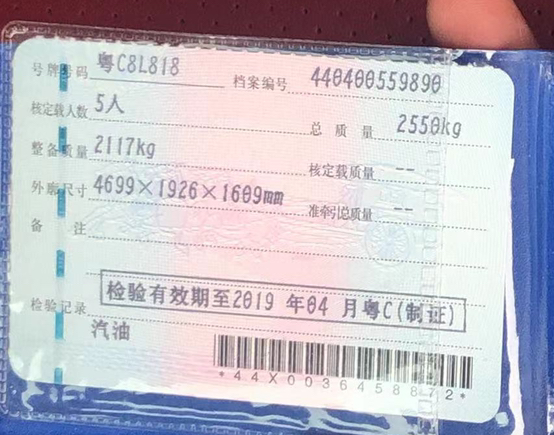 号牌号码 粤C8L818 档案编号 440400559890
核定载人数 5人 总质量 2550kg
整备质量 2117kg 核定载质量 --
外廓尺寸 4699×1926×1609mm 准牵引总质量 --
备注
检验有效期至2019 年04 月粤C(制证)
检验记录
汽油
*44X0036458872*